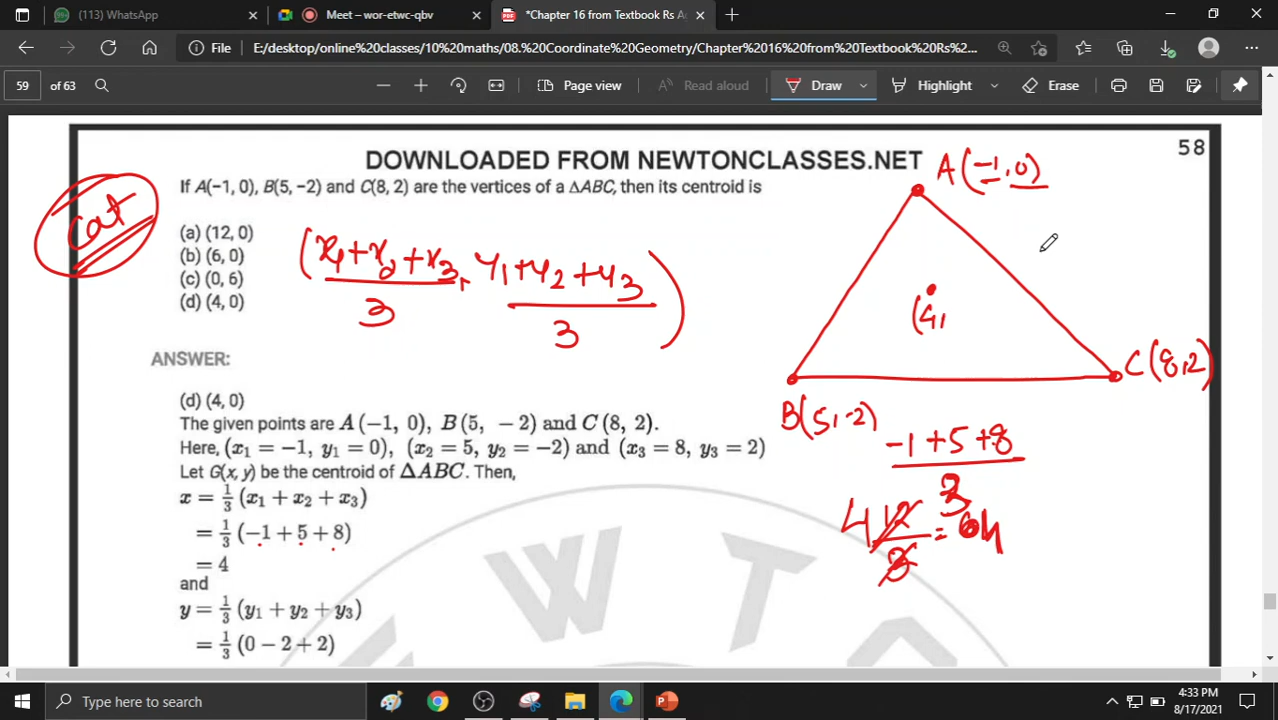 (113) WhatsApp
Meet – wor-etwc-qbv
*Chapter 16 from Textbook Rs Ag
File
E:/desktop/online%20classes/10%20maths/08.%20Coordinate%20Geometry/Chapter%2016%20from%20Textbook%20Rs%2...
59 of 63
Page view
Read aloud
Draw
Highlight
Erase
DOWNLOADED FROM NEWTONCLASSES.NET
58
If A(−1, 0), B(5, −2) and C(8, 2) are the vertices of a ΔABC, then its centroid is
(a) (12, 0)
(b) (6, 0)
(c) (0, 6)
(d) (4, 0)
(x1+x2+x3/3, y1+y2+y3/3)
A(-1,0)
(4,
B(5,-2)
C(8,2)
-1+5+8
3
4 12/3 = 4
ANSWER:
(d) (4, 0)
The given points are A (−1, 0), B (5, − 2) and C (8, 2).
Here, (x1 = −1, y1 = 0), (x2 = 5, y2 = −2) and (x3 = 8, y3 = 2)
Let G(x, y) be the centroid of ΔABC. Then,
x = 1/3 (x1 + x2 + x3)
= 1/3 (−1 + 5 + 8)
= 4
and
y = 1/3 (y1 + y2 + y3)
= 1/3 (0 − 2 + 2)
Type here to search
4:33 PM
8/17/2021